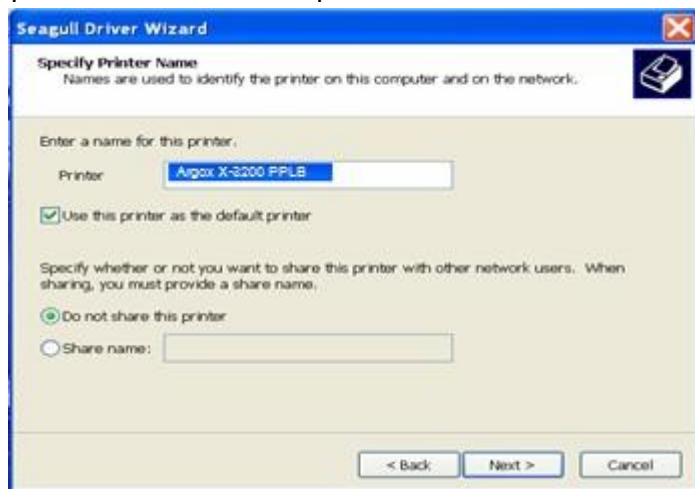 Seagull Driver Wizard
Specify Printer Name
Names are used to identify the printer on this computer and on the network.
Enter a name for this printer.
Printer
Argox X-3200 PPLB
Use this printer as the default printer
Specify whether or not you want to share this printer with other network users. When
sharing, you must provide a share name.
Do not share this printer
Share name:
< Back
Next >
Cancel